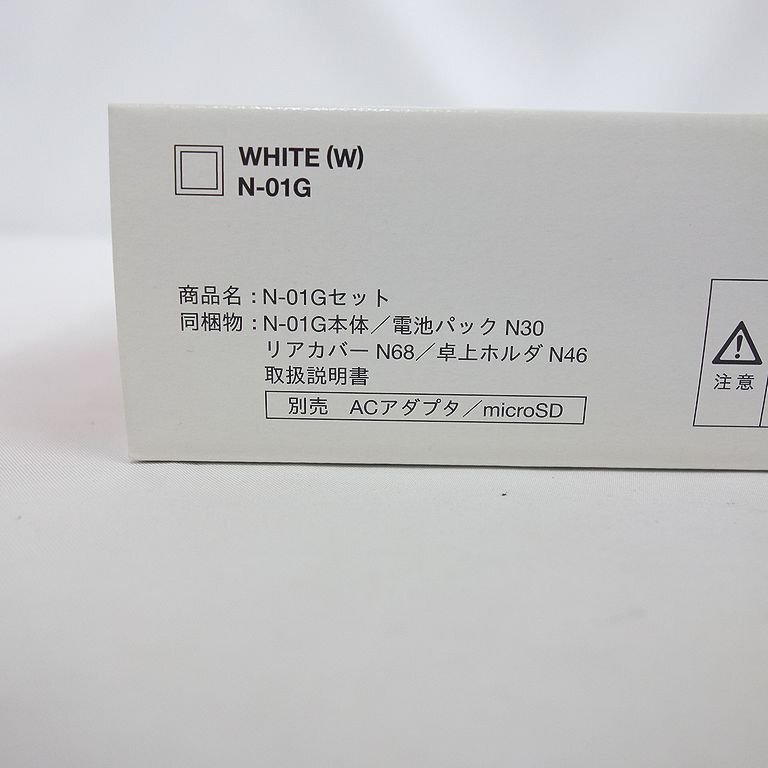 WHITE (W)
N-01G
商品名：N-01Gセット
同梱物：N-01G本体／電池パック N30
リアカバー N68／卓上ホルダ N46
取扱説明書
別売　ACアダプタ／microSD
注意